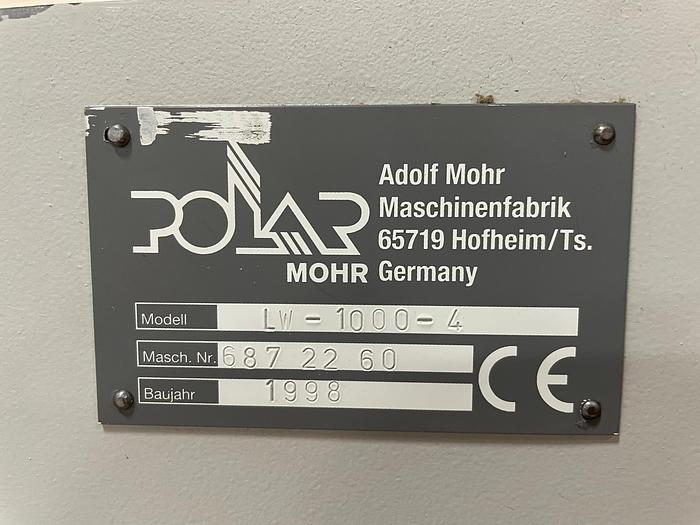 POLAR
MOHR
Adolf Mohr
Maschinenfabrik
65719 Hofheim/Ts.
Germany
Modell LW-1000-4
Masch. Nr. 687 22 60
Baujahr 1998
CE